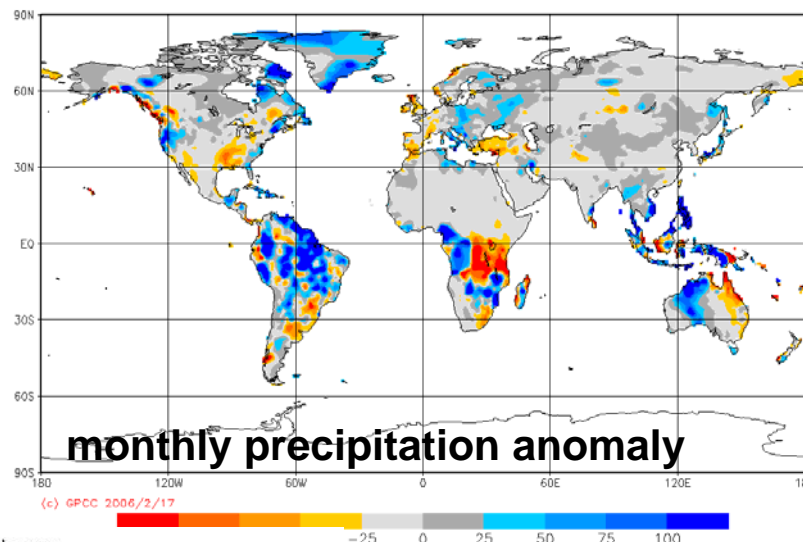 90N
60N
30N
EQ
30S
60S
monthly precipitation anomaly
90S
180 120W 60W 0 60E 120E
(c) GPCC 2006/2/17
-25 0 25 50 75 100